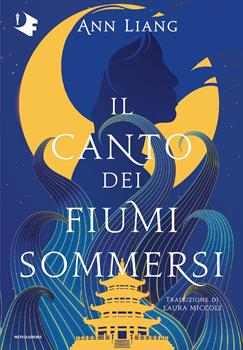 ANN LIANG
IL
CANTO
DEI
FIUMI
SOMMERSI
TRADUZIONE DI
LAURA MICCOLI
MONDADORI